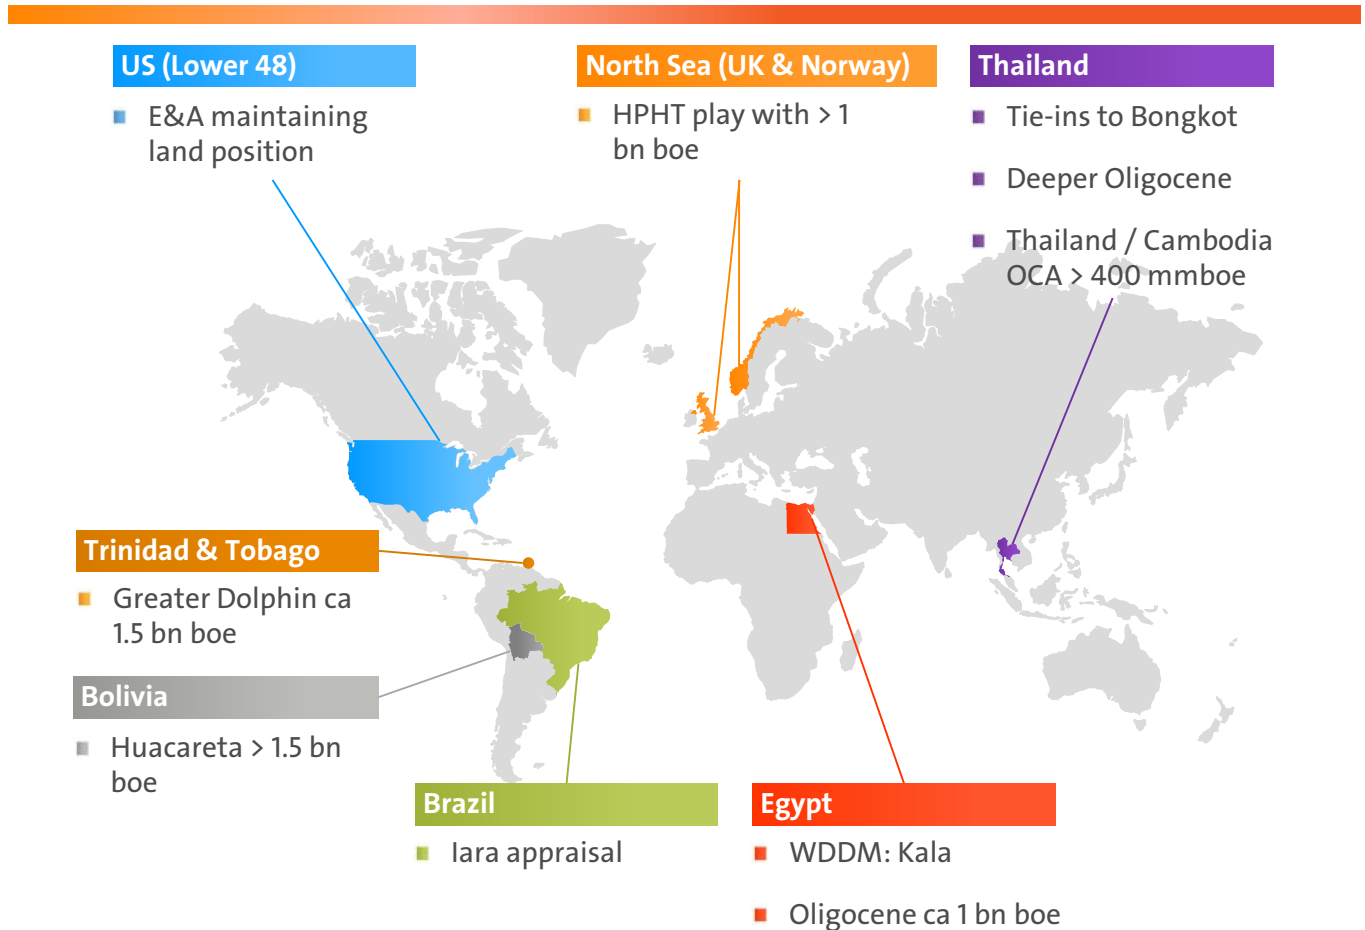 US (Lower 48)
E&A maintaining
land position
North Sea (UK & Norway)
HPHT play with > 1
bn boe
Thailand
Tie-ins to Bongkot
Deeper Oligocene
Thailand / Cambodia
OCA > 400 mmboe
Trinidad & Tobago
Greater Dolphin ca
1.5 bn boe
Bolivia
Huacareta > 1.5 bn
boe
Brazil
Iara appraisal
Egypt
WDDM: Kala
Oligocene ca 1 bn boe